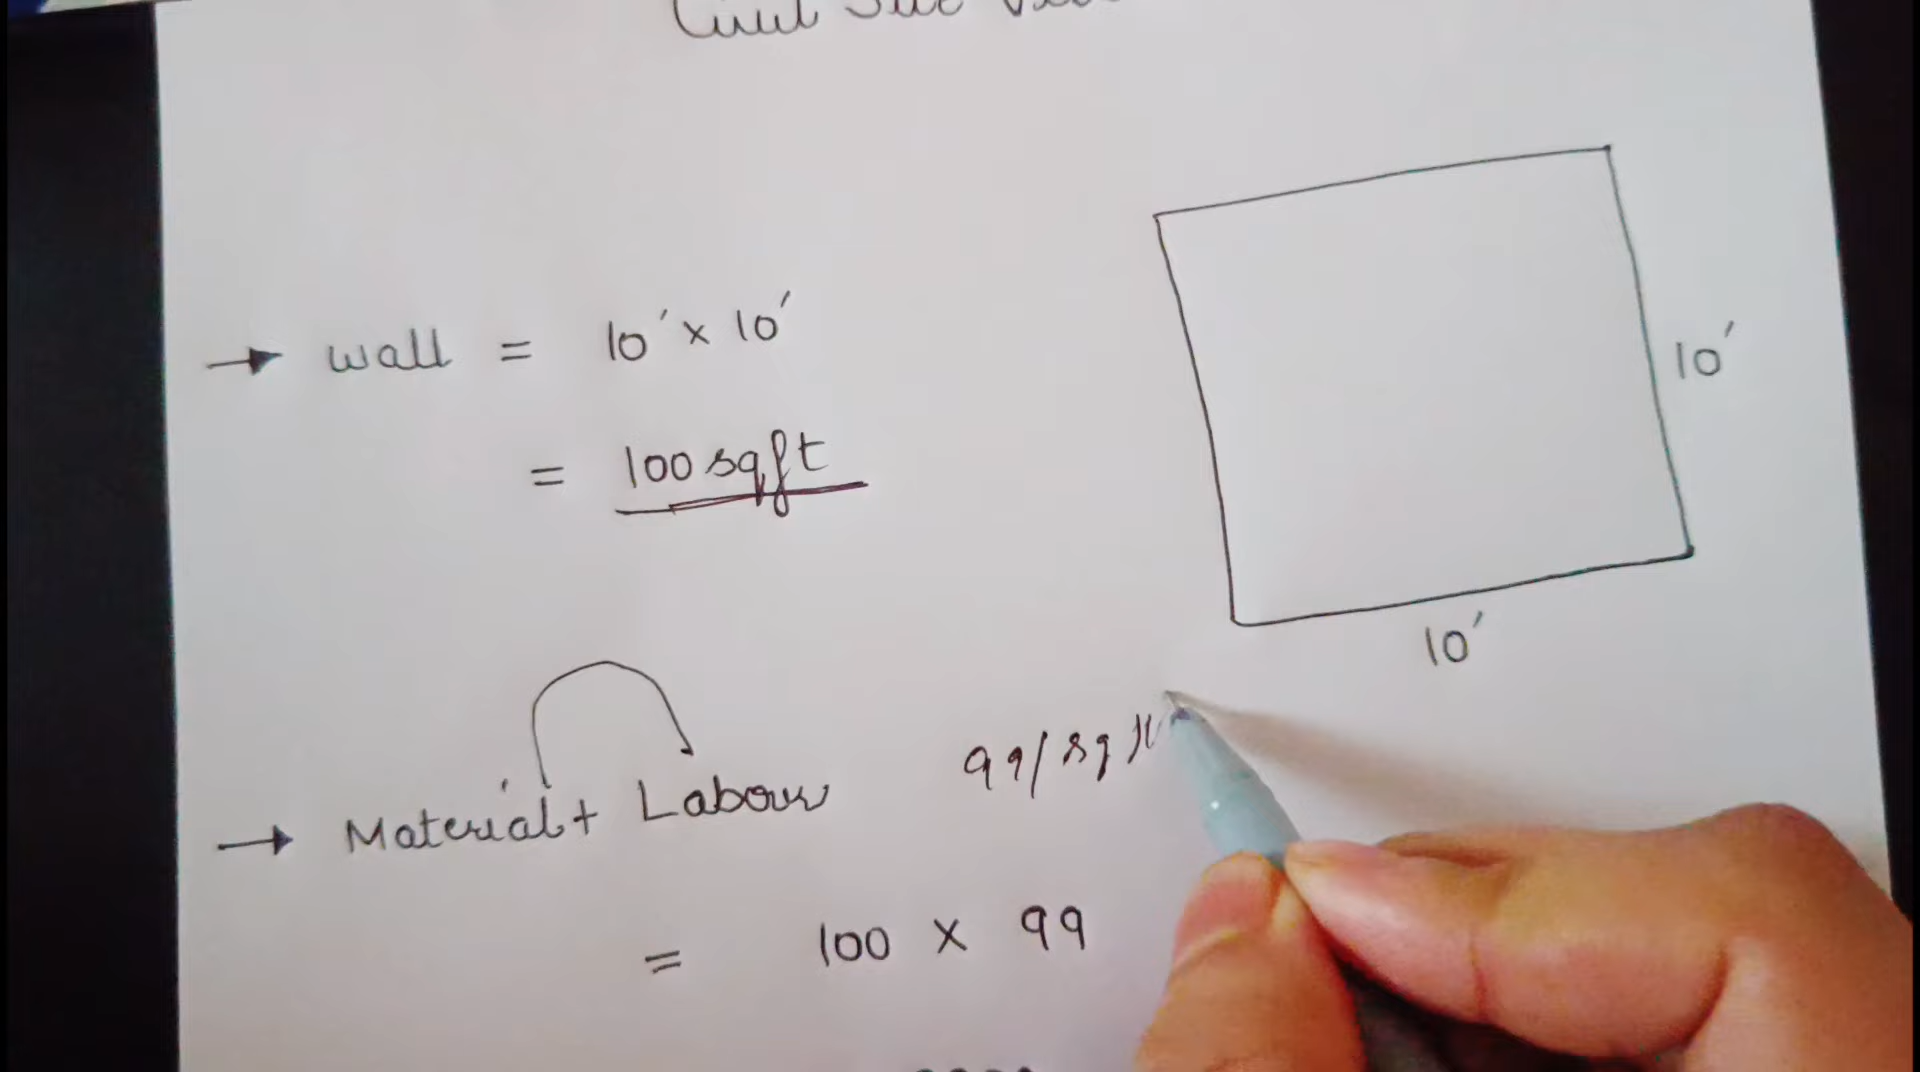 → wall = 10' × 10'
= 100 sqft
10'
10'
→ Material + Labour
99/sqft
= 100 × 99